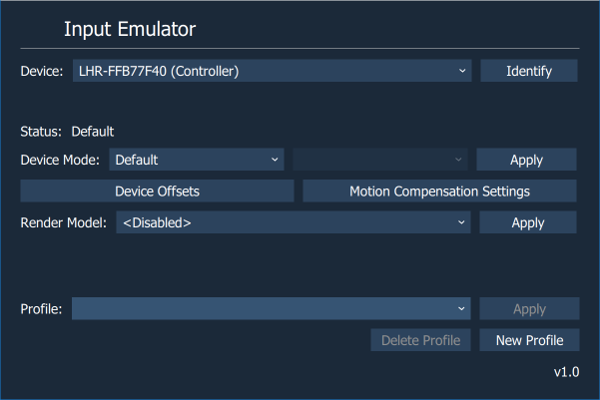 Input Emulator
Device: LHR-FFB77F40 (Controller) Identify
Status: Default
Device Mode: Default Apply
Device Offsets Motion Compensation Settings
Render Model: <Disabled> Apply
Profile: Apply
Delete Profile New Profile
v1.0